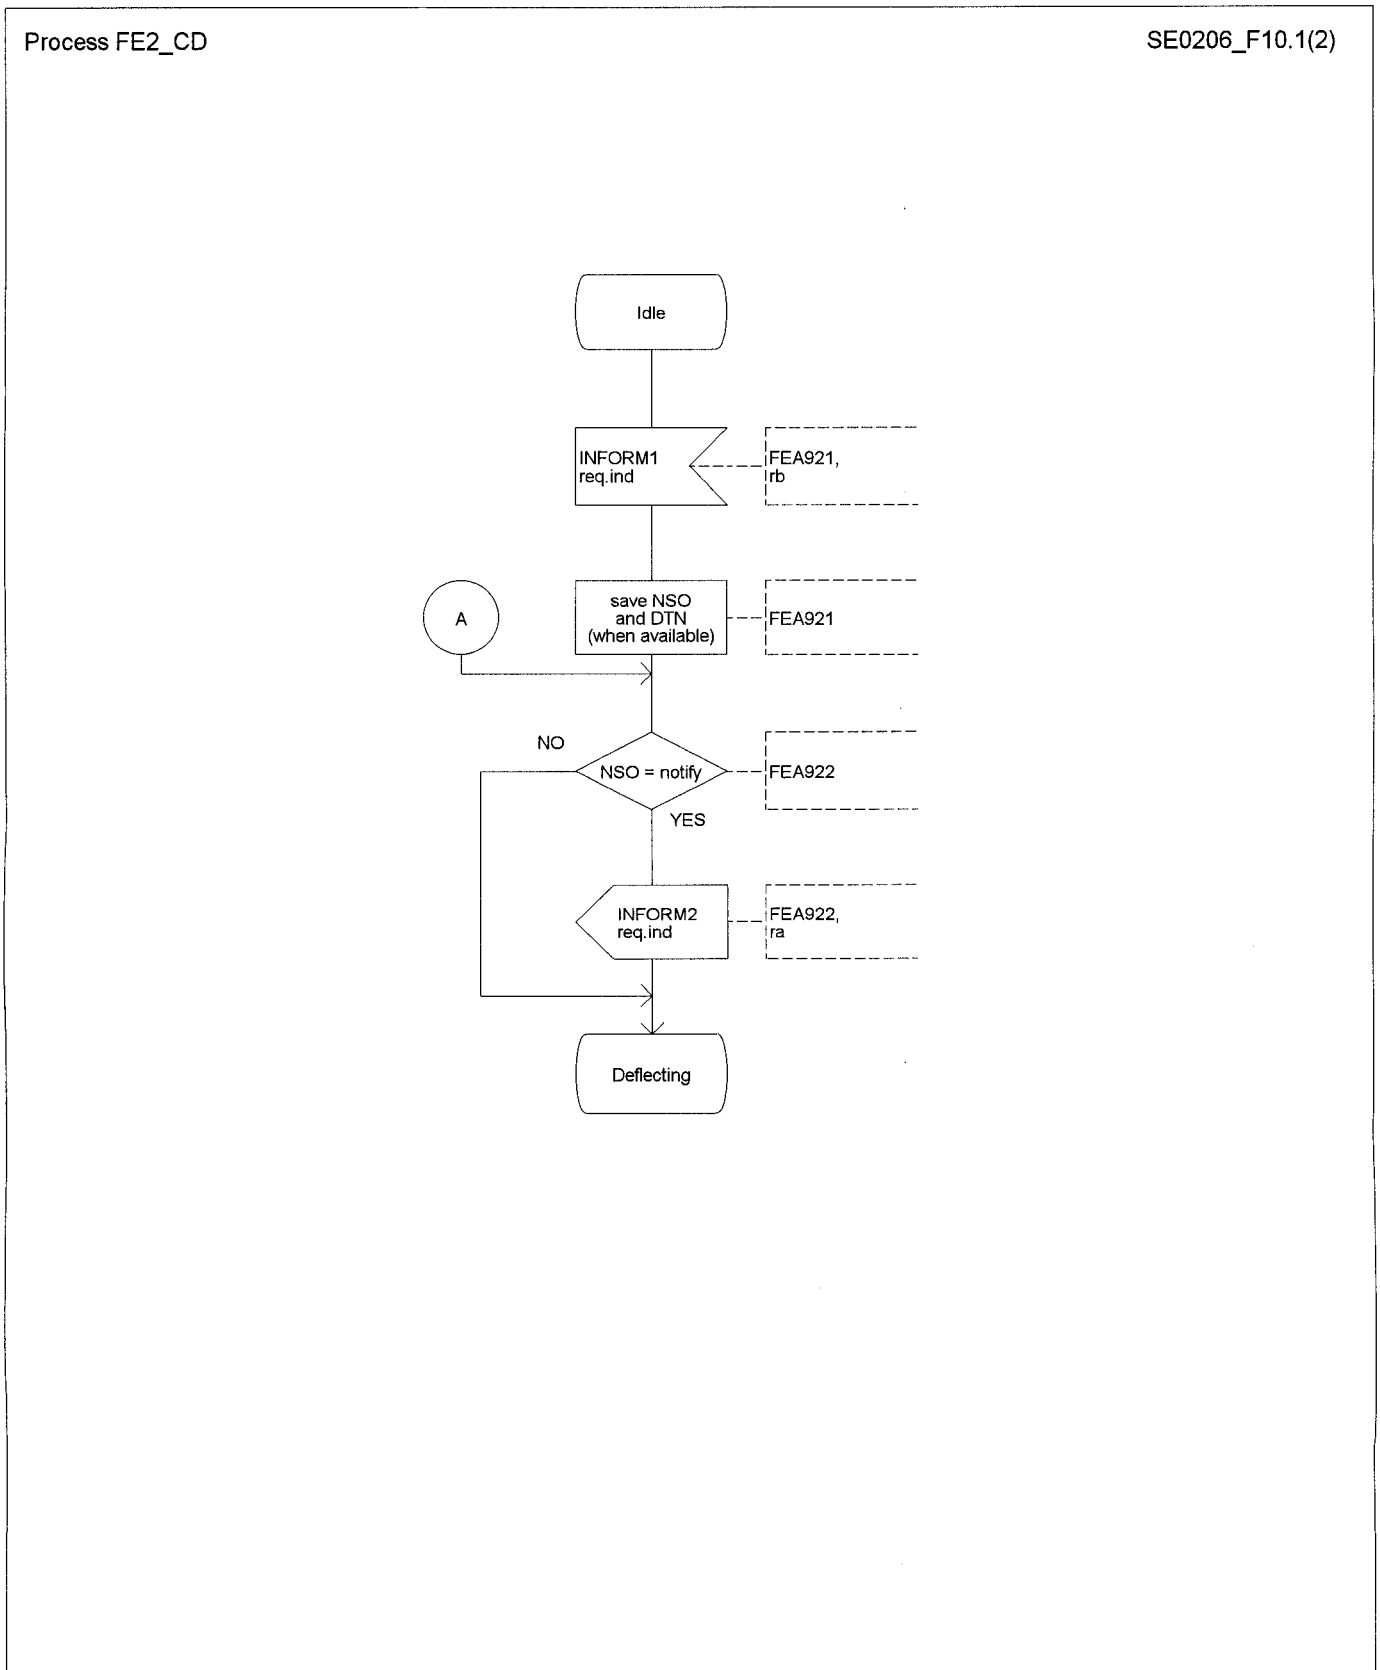 Process FE2_CD
SE0206_F10.1(2)
Idle
INFORM1
req.ind
FEA921,
rb
A
save NSO
and DTN
(when available)
FEA921
NO
NSO = notify
FEA922
YES
INFORM2
req.ind
FEA922,
ra
Deflecting